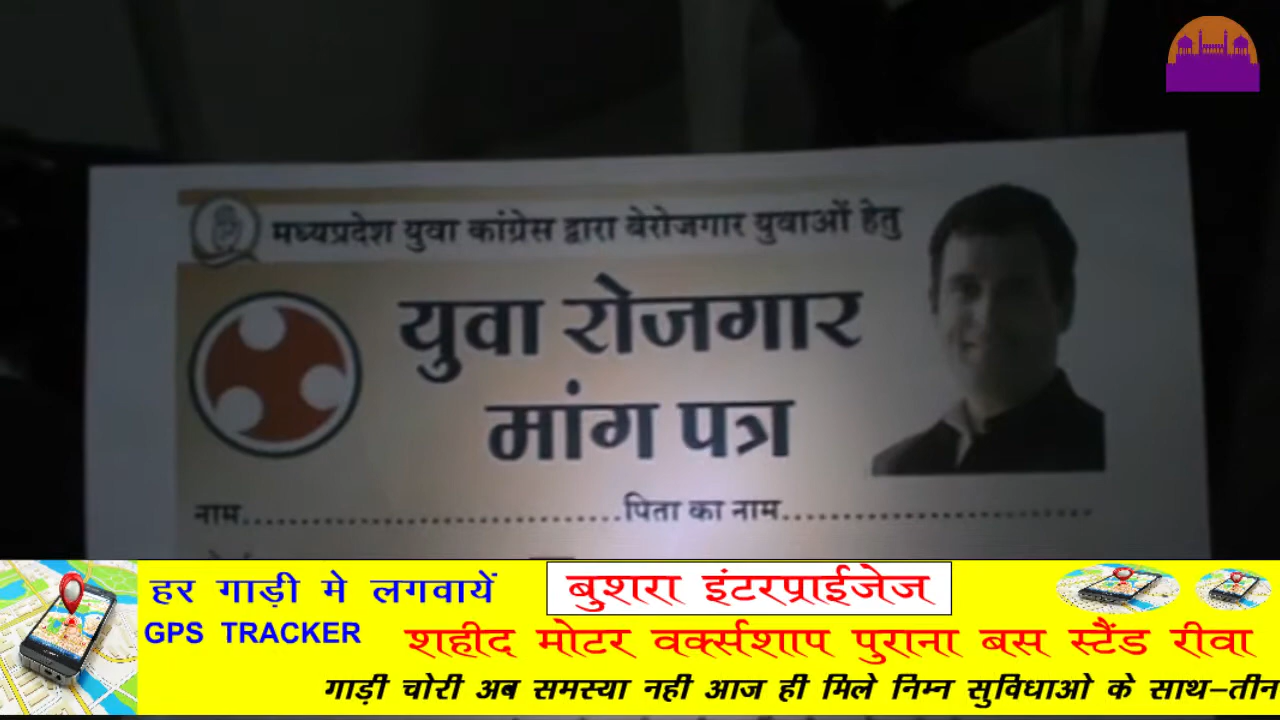 मध्यप्रदेश युवा कांग्रेस द्वारा बेरोजगार युवाओं हेतु
युवा रोजगार
मांग पत्र
नाम..............................पिता का नाम..............................
हर गाड़ी मे लगवायें
GPS TRACKER
बुशरा इंटरप्राईजेज
शहीद मोटर वर्क्सशाप पुराना बस स्टैंड रीवा
गाड़ी चोरी अब समस्या नही आज ही मिले निम्न सुविधाओ के साथ-तीन